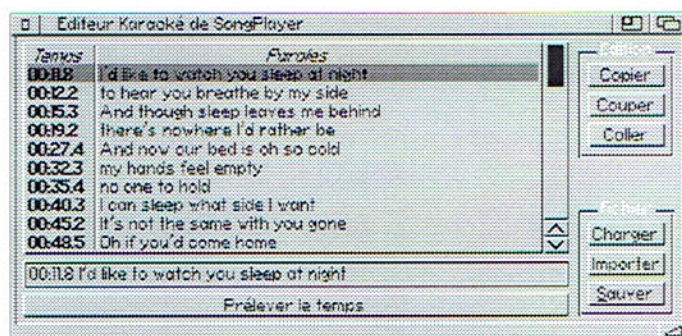 Editeur Karaoké de SongPlayer
Temps Paroles
00:11.8 I'd like to watch you sleep at night
00:12.2 to hear you breathe by my side
00:15.3 And though sleep leaves me behind
00:19.2 there's nowhere I'd rather be
00:27.4 And now our bed is oh so cold
00:32.3 my hands feel empty
00:35.4 no one to hold
00:40.3 I can sleep what side I want
00:45.2 It's not the same with you gone
00:48.5 Oh if you'd come home
00:11.8 I'd like to watch you sleep at night
Prélever le temps
Edition
Copier
Couper
Coller
Fichier
Charger
Importer
Sauver